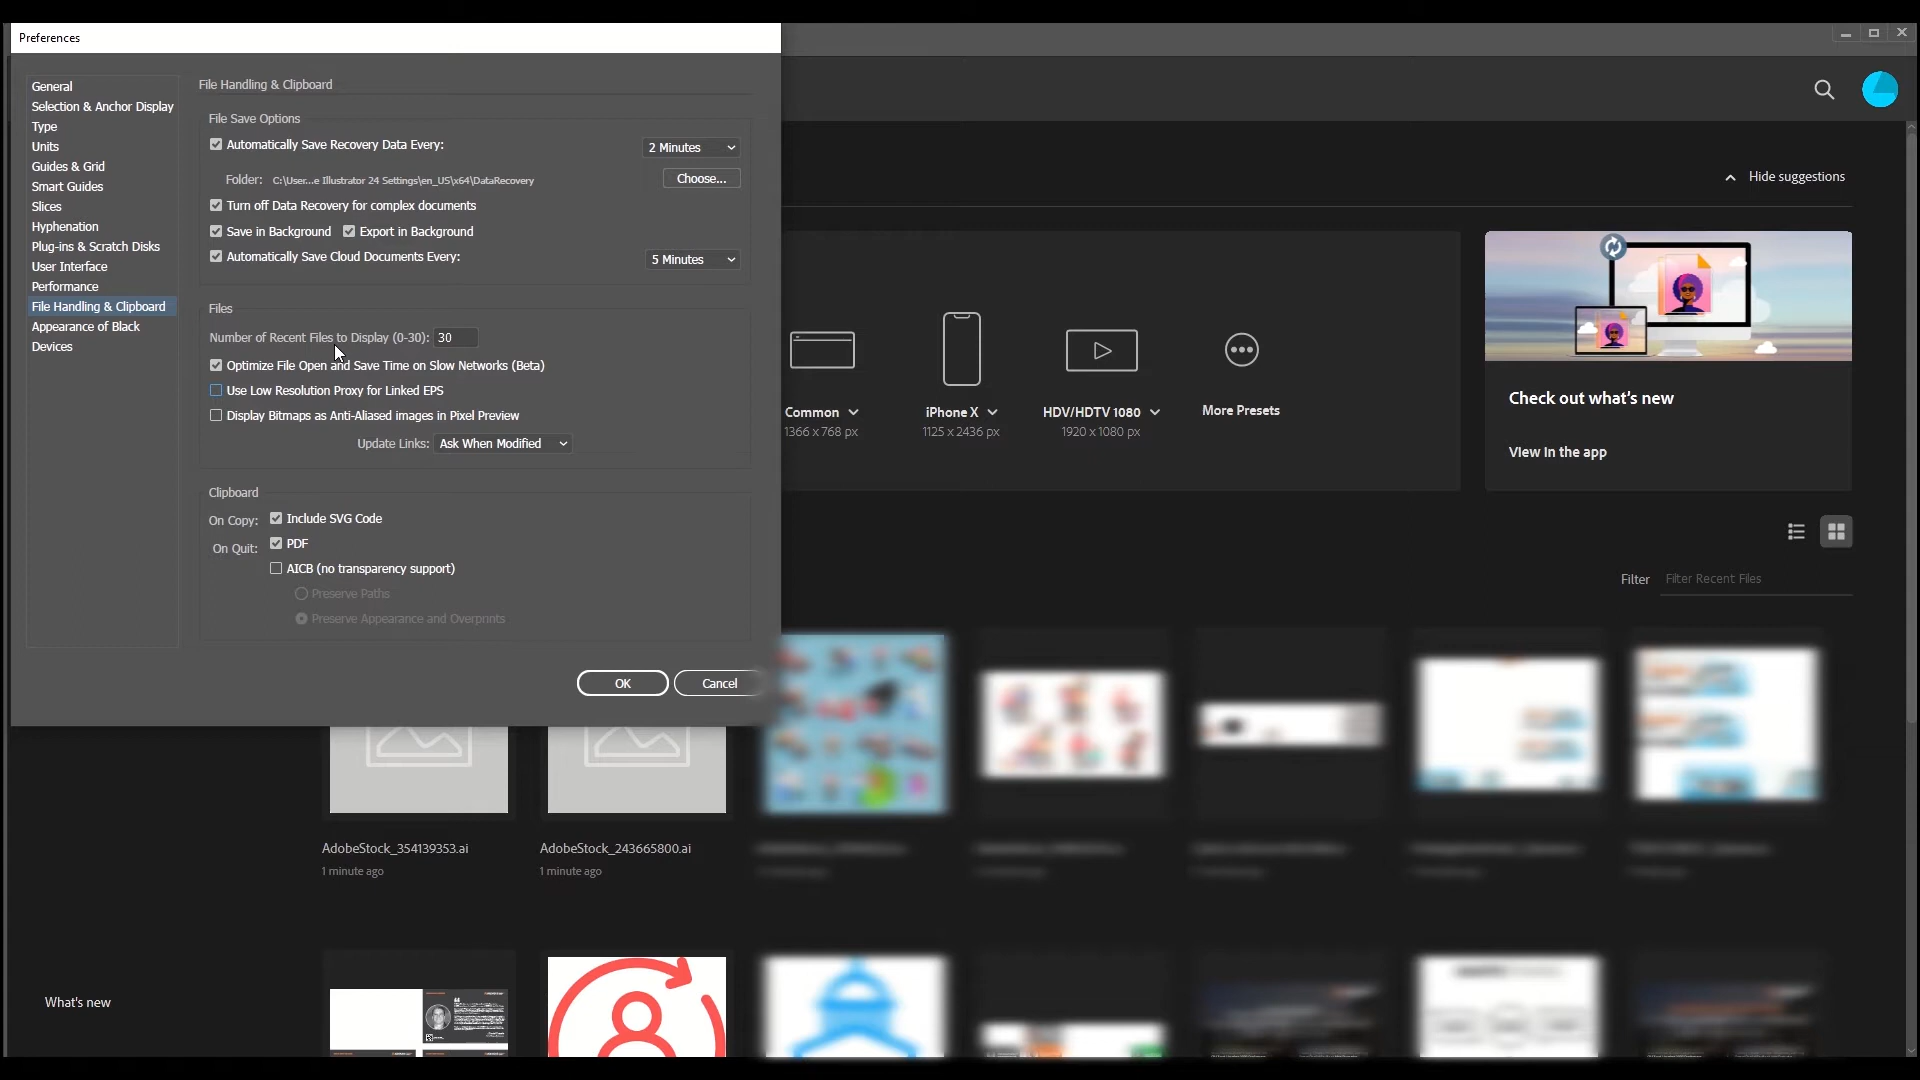 Preferences
General
Selection & Anchor Display
Type
Units
Guides & Grid
Smart Guides
Slices
Hyphenation
Plug-ins & Scratch Disks
User Interface
Performance
File Handling & Clipboard
Appearance of Black
Devices
File Handling & Clipboard
File Save Options
Automatically Save Recovery Data Every: 2 Minutes
Folder: C:\User...e Illustrator 24 Settings\en_US\x64\DataRecovery Choose...
Turn off Data Recovery for complex documents
Save in Background Export in Background
Automatically Save Cloud Documents Every: 5 Minutes
Files
Number of Recent Files to Display (0-30): 30
Optimize File Open and Save Time on Slow Networks (Beta)
Use Low Resolution Proxy for Linked EPS
Display Bitmaps as Anti-Aliased images in Pixel Preview
Update Links: Ask When Modified
Clipboard
On Copy: Include SVG Code
On Quit: PDF
AICB (no transparency support)
Preserve Paths
Preserve Appearance and Overprints
OK Cancel
Hide suggestions
Common
1366 x 768 px
iPhone X
1125 x 2436 px
HDV/HDTV 1080
1920 x 1080 px
More Presets
Check out what's new
View in the app
Filter Filter Recent Files
AdobeStock_354139353.ai
1 minute ago
AdobeStock_243665800.ai
1 minute ago
What's new